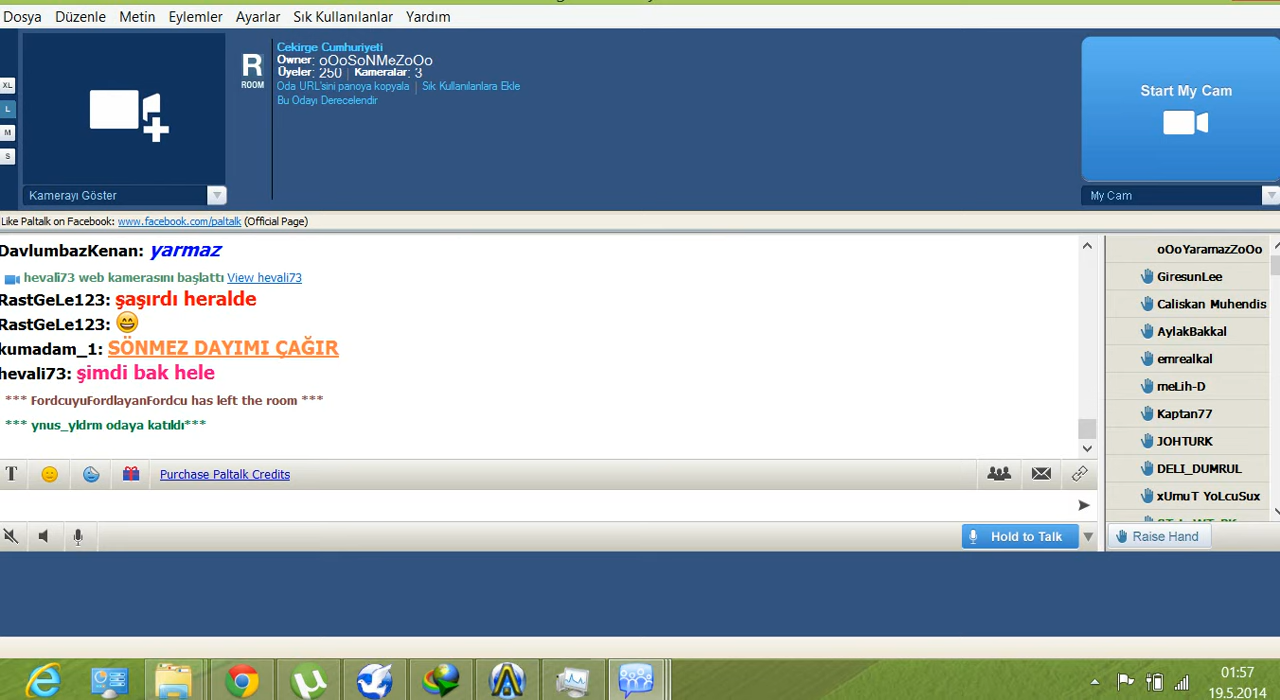 Dosya Düzenle Metin Eylemler Ayarlar Sık Kullanılanlar Yardım
XL
L
M
S
Kamerayı Göster
R
ROOM
Cekirge Cumhuriyeti
Owner: oOoSoNMeZoOo
Üyeler: 250 | Kameralar: 3
Oda URL'sini panoya kopyala | Sık Kullanılanlara Ekle
Bu Odayı Derecelendir
Start My Cam
My Cam
Like Paltalk on Facebook: www.facebook.com/paltalk (Official Page)
DavlumbazKenan: yarmaz
hevali73 web kamerasını başlattı View hevali73
RastGeLe123: şaşırdı heralde
RastGeLe123: 😄
kumadam_1: SÖNMEZ DAYIMI ÇAĞIR
hevali73: şimdi bak hele
*** FordcuyuFordlayanFordcu has left the room ***
*** ynus_yldrm odaya katıldı***
T Purchase Paltalk Credits
Hold to Talk
oOoYaramazZoOo
GiresunLee
Caliskan Muhendis
AylakBakkal
emrealkal
meLih-D
Kaptan77
JOHTURK
DELI_DUMRUL
xUmuT YoLcuSux
Raise Hand
01:57
19.5.2014